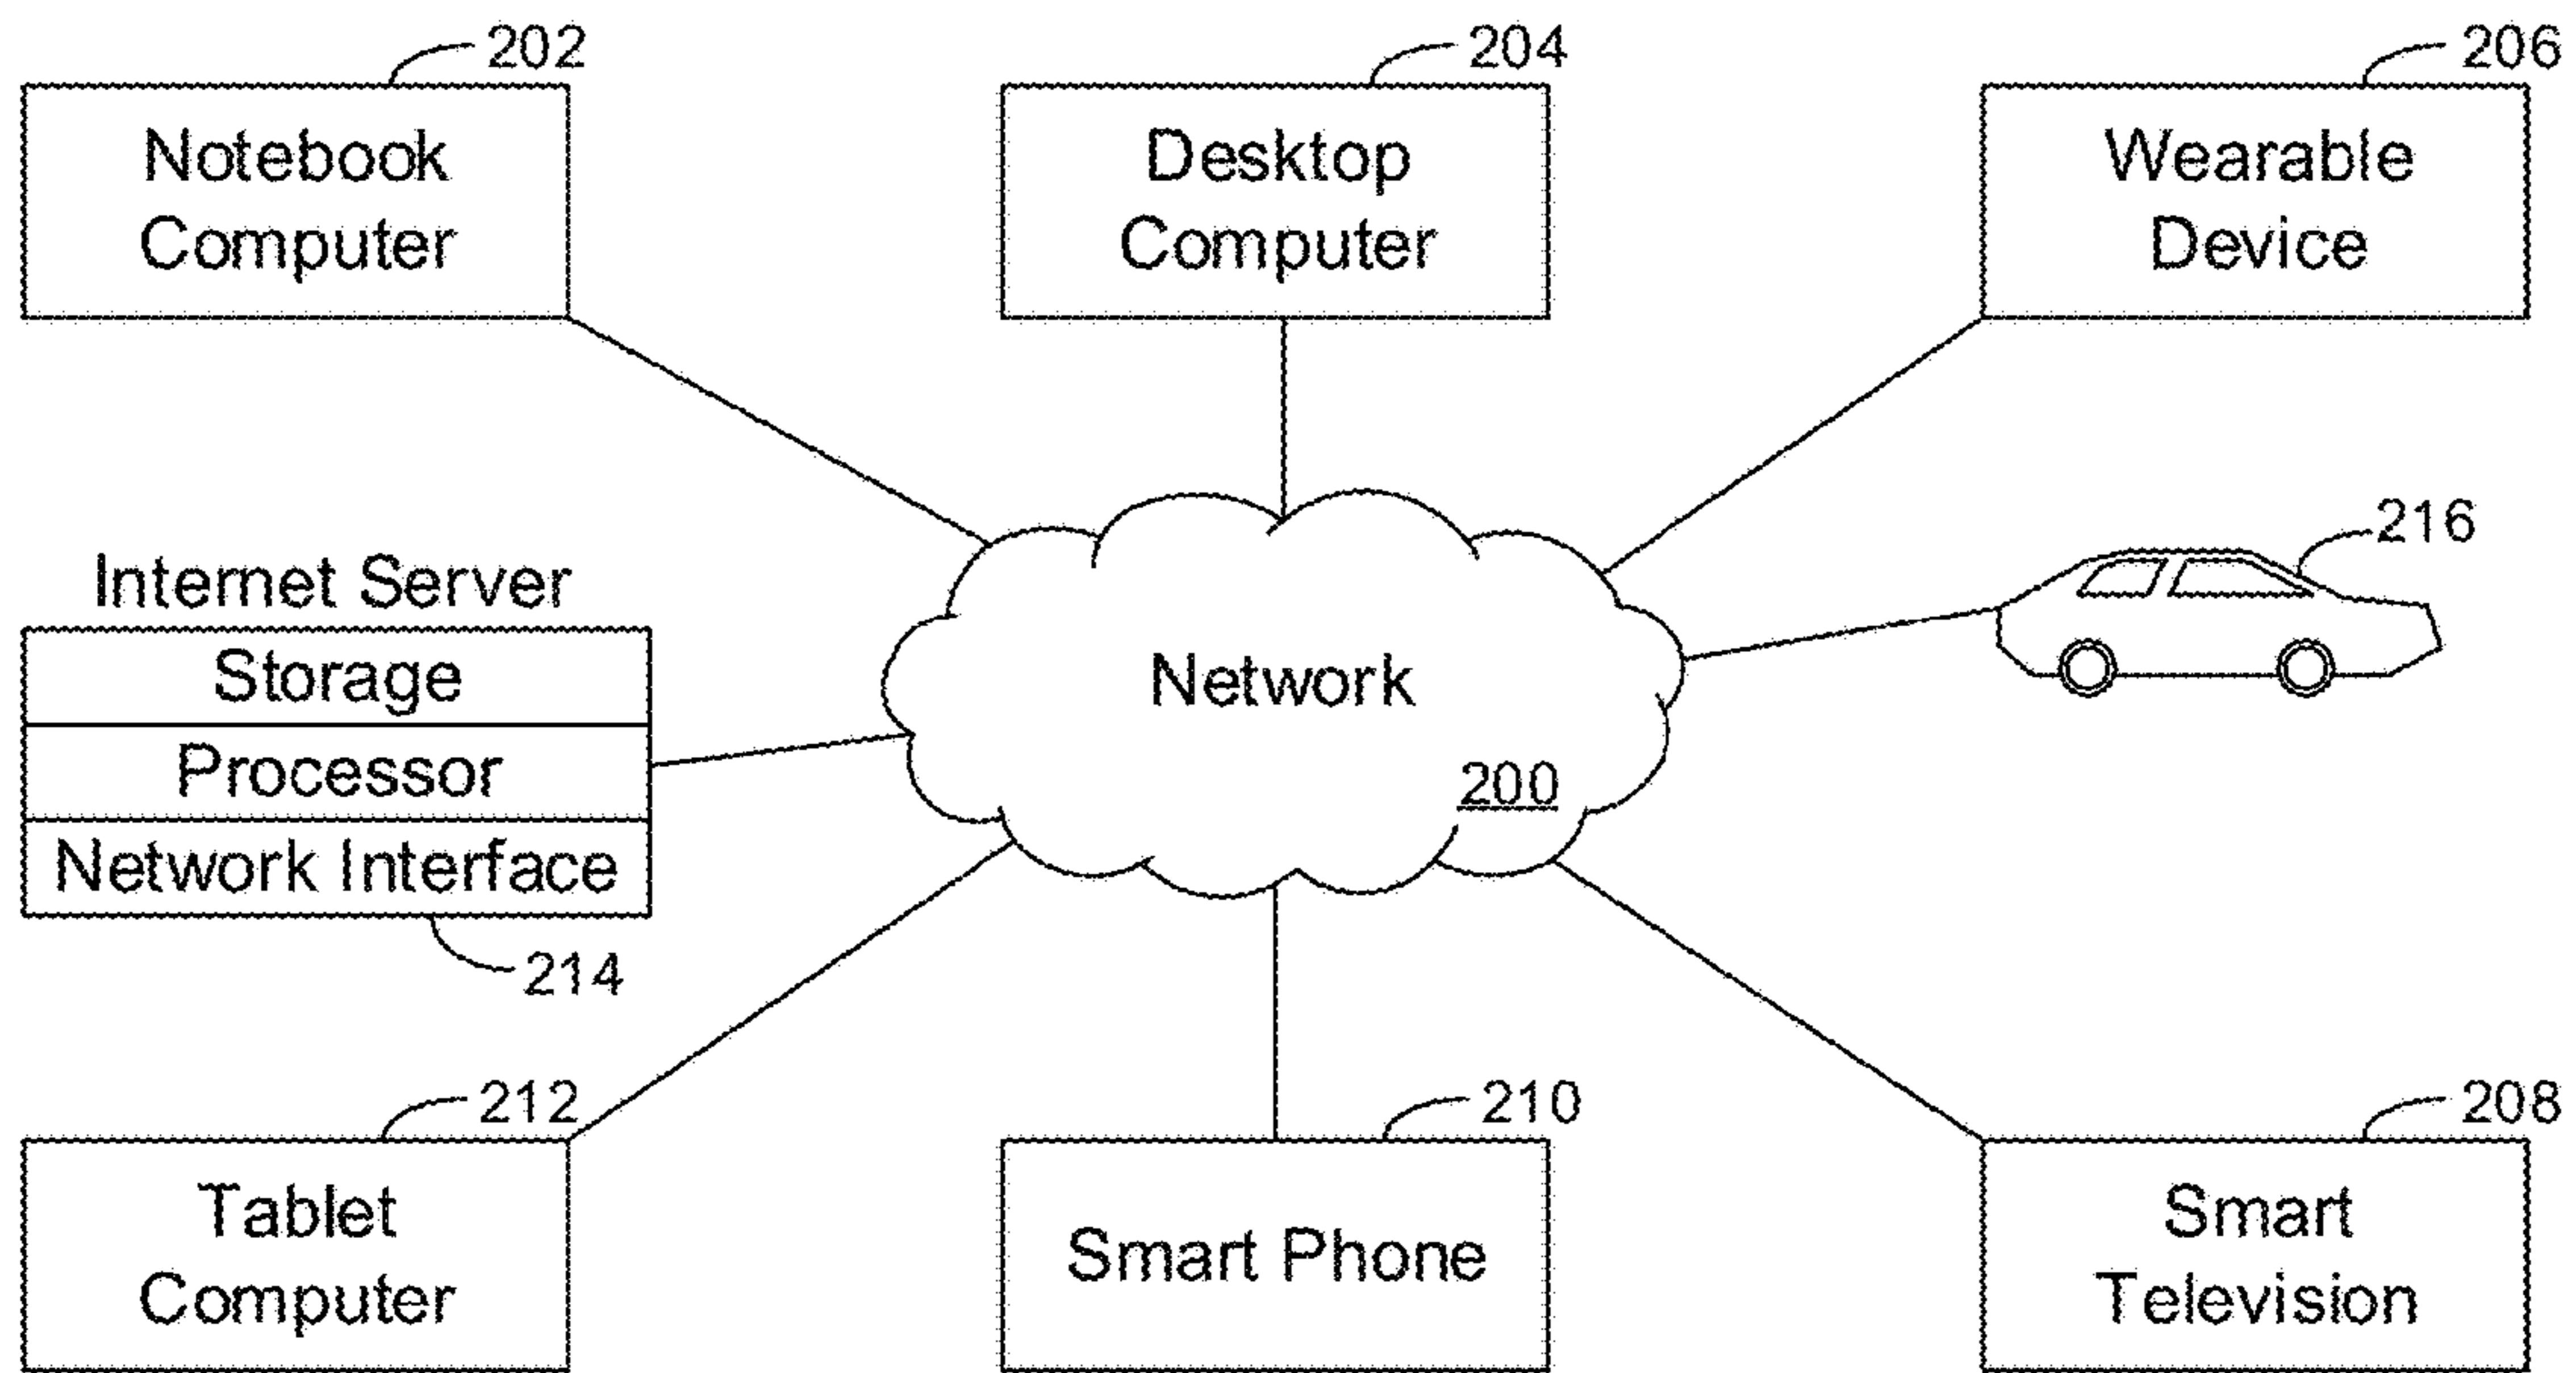 202
Notebook
Computer
204
Desktop
Computer
206
Wearable
Device
Internet Server
Storage
Processor
Network Interface
214
Network
200
216
212
Tablet
Computer
210
Smart Phone
208
Smart
Television